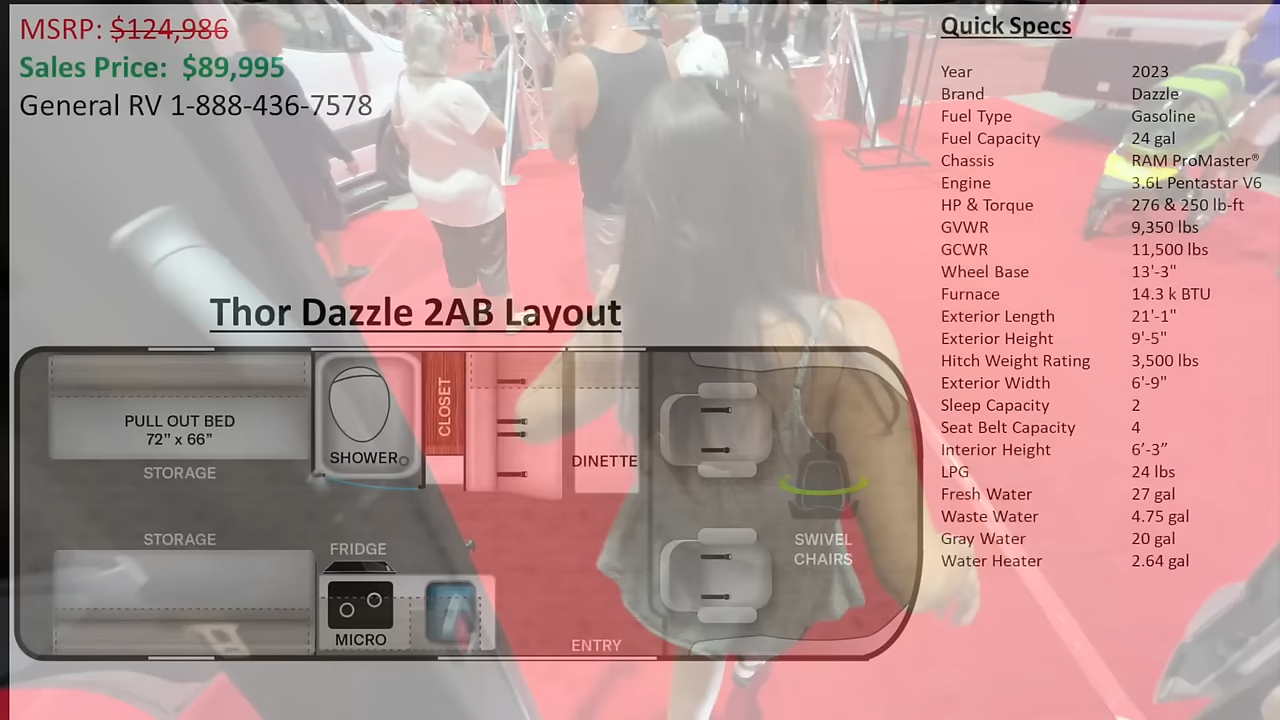 MSRP: $124,986
Sales Price: $89,995
General RV 1-888-436-7578
Quick Specs
Year 2023
Brand Dazzle
Fuel Type Gasoline
Fuel Capacity 24 gal
Chassis RAM ProMaster®
Engine 3.6L Pentastar V6
HP & Torque 276 & 250 lb-ft
GVWR 9,350 lbs
GCWR 11,500 lbs
Wheel Base 13'-3"
Furnace 14.3 k BTU
Exterior Length 21'-1"
Exterior Height 9'-5"
Hitch Weight Rating 3,500 lbs
Exterior Width 6'-9"
Sleep Capacity 2
Seat Belt Capacity 4
Interior Height 6’-3”
LPG 24 lbs
Fresh Water 27 gal
Waste Water 4.75 gal
Gray Water 20 gal
Water Heater 2.64 gal
Thor Dazzle 2AB Layout
PULL OUT BED
72” x 66”
STORAGE
SHOWER
CLOSET
DINETTE
STORAGE
FRIDGE
MICRO
SWIVEL
CHAIRS
ENTRY